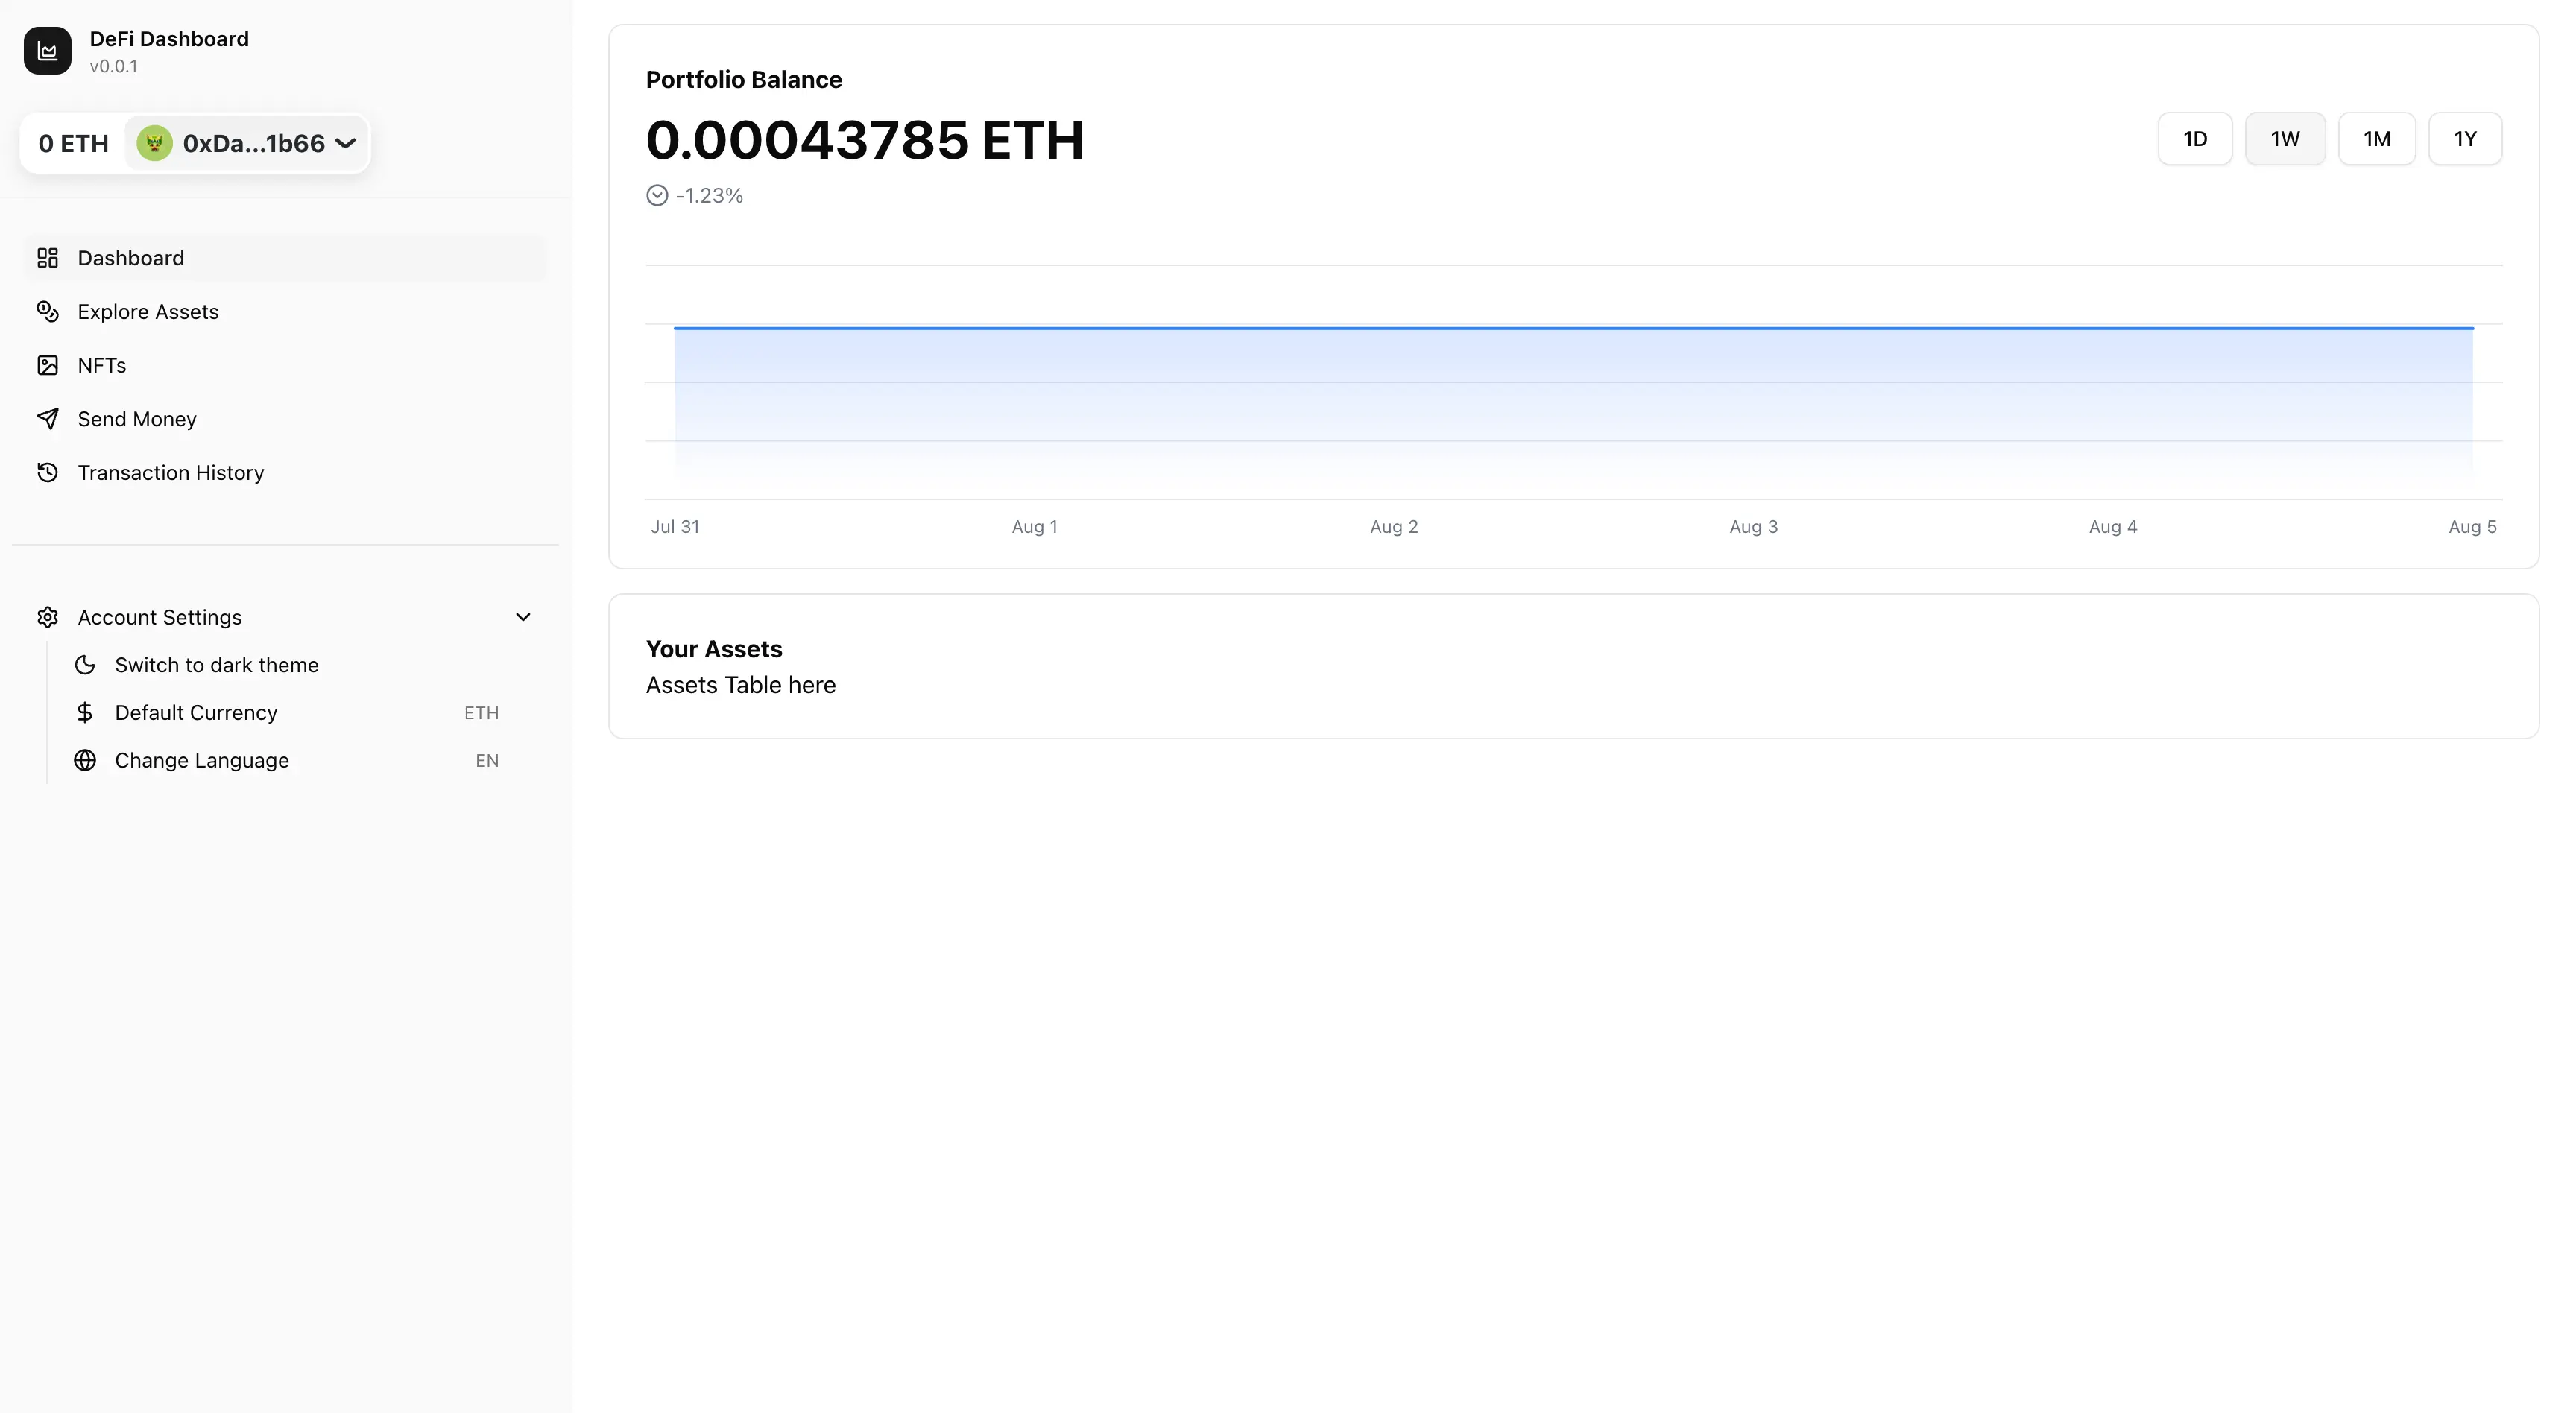 DeFi Dashboard
v0.0.1
0 ETH 0xDa...1b66
Dashboard
Explore Assets
NFTs
Send Money
Transaction History
Account Settings
Switch to dark theme
Default Currency ETH
Change Language EN
Portfolio Balance
0.00043785 ETH
-1.23%
1D 1W 1M 1Y
Jul 31 Aug 1 Aug 2 Aug 3 Aug 4 Aug 5
Your Assets
Assets Table here